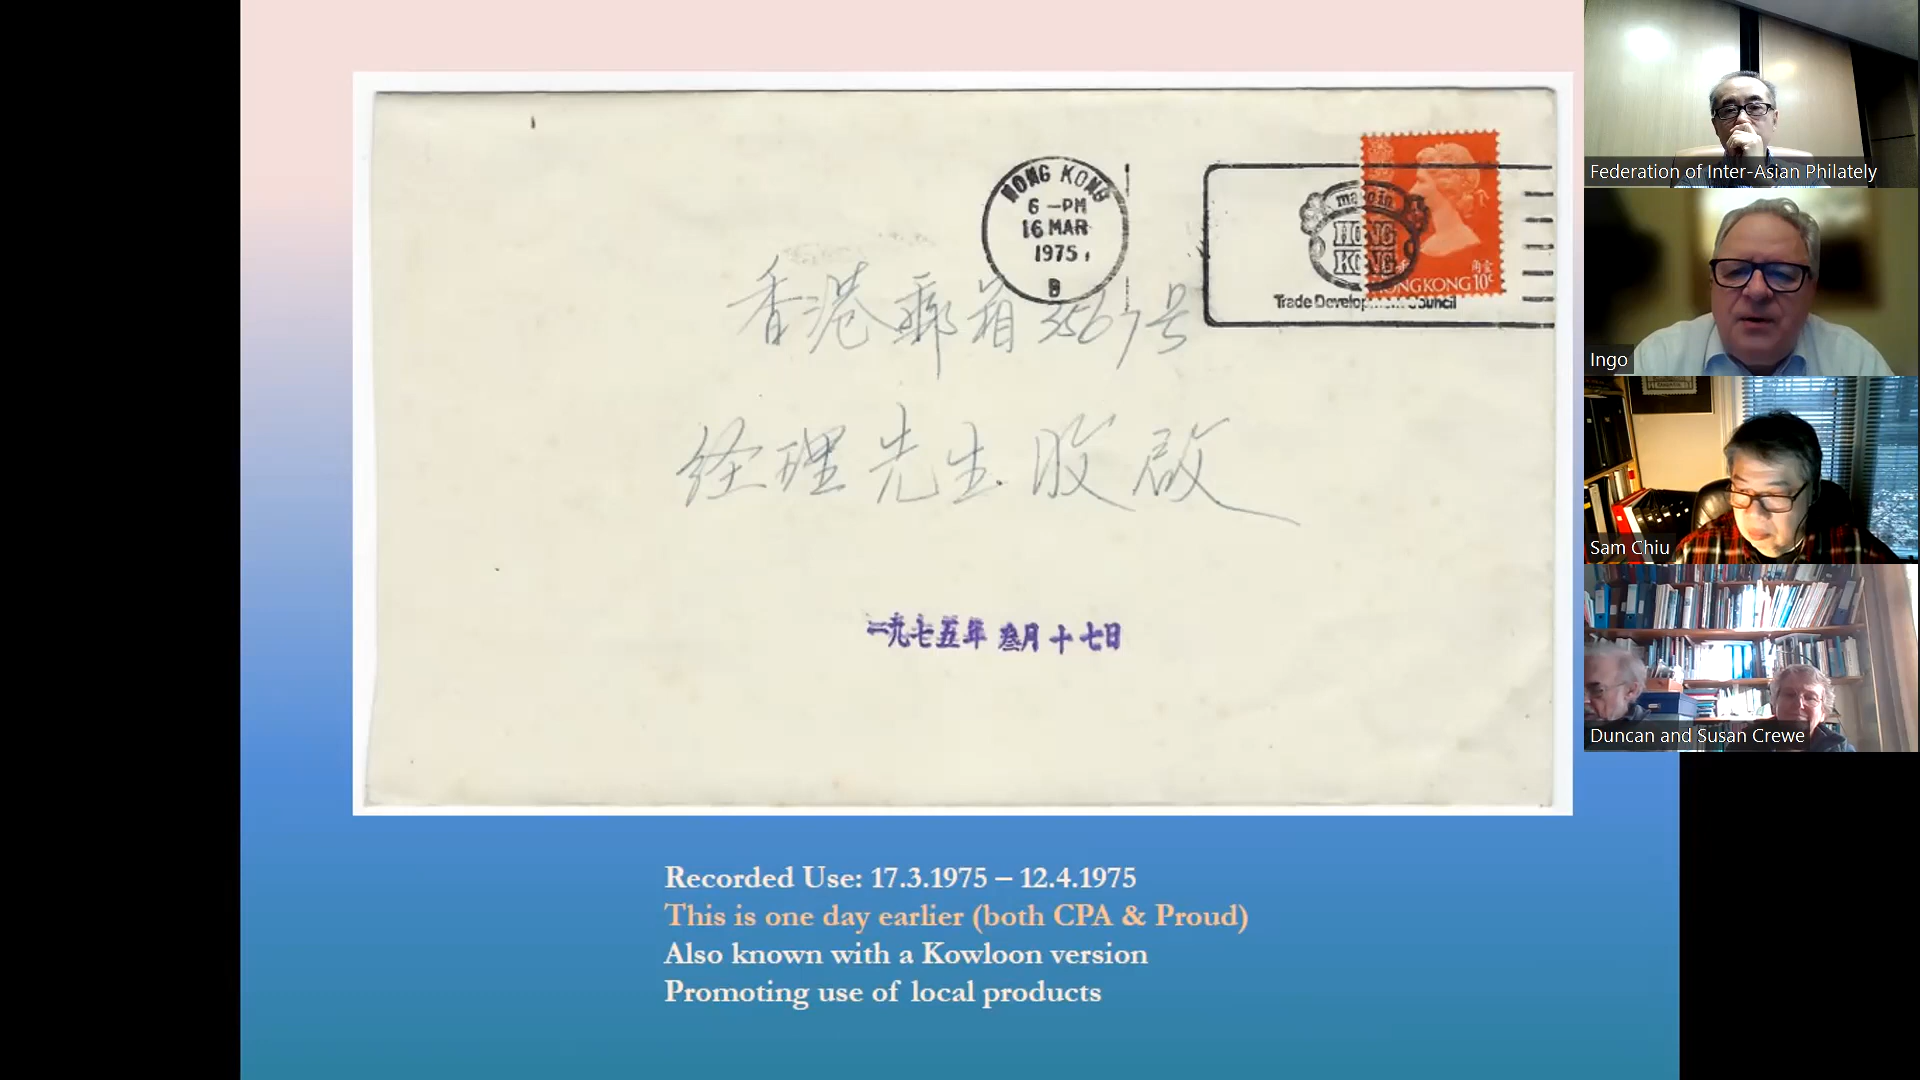 HONG KONG
6 -PM
16 MAR
1975
B
made in
HONG
KONG
Trade Development Council
HONG KONG 10c
香港郵箱3567号
经理先生收啟
一九七五年 叁月十七日
Recorded Use: 17.3.1975 – 12.4.1975
This is one day earlier (both CPA & Proud)
Also known with a Kowloon version
Promoting use of local products
Federation of Inter-Asian Philately
Ingo
Sam Chiu
Duncan and Susan Crewe